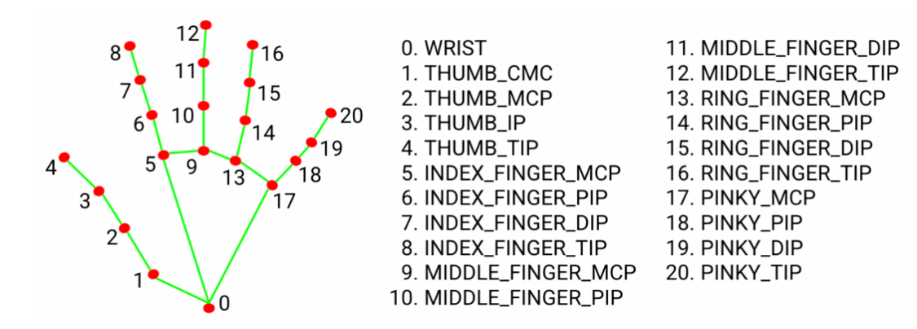 12
8
16
11
7
15
10
6
20
14
19
4
5
9
13
18
3
17
2
1
0
0. WRIST
1. THUMB_CMC
2. THUMB_MCP
3. THUMB_IP
4. THUMB_TIP
5. INDEX_FINGER_MCP
6. INDEX_FINGER_PIP
7. INDEX_FINGER_DIP
8. INDEX_FINGER_TIP
9. MIDDLE_FINGER_MCP
10. MIDDLE_FINGER_PIP
11. MIDDLE_FINGER_DIP
12. MIDDLE_FINGER_TIP
13. RING_FINGER_MCP
14. RING_FINGER_PIP
15. RING_FINGER_DIP
16. RING_FINGER_TIP
17. PINKY_MCP
18. PINKY_PIP
19. PINKY_DIP
20. PINKY_TIP